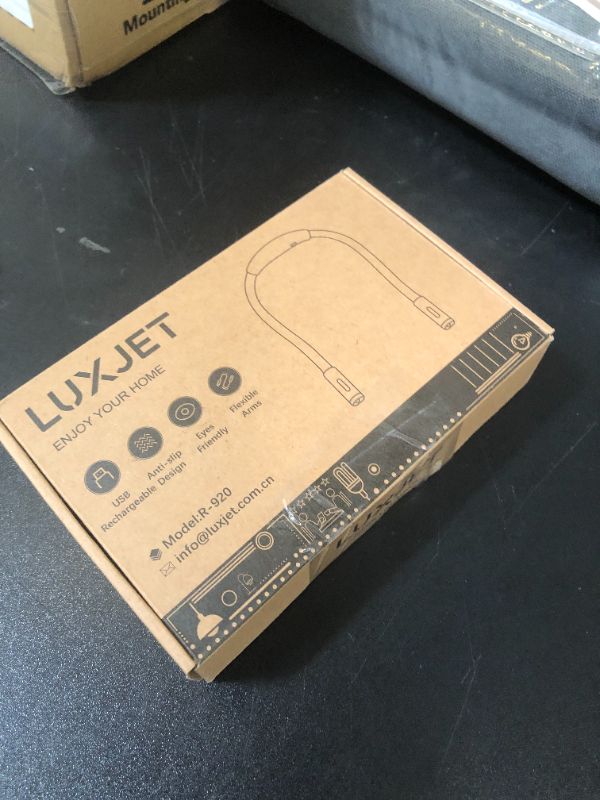 Mounting
LUXJET
ENJOY YOUR HOME
USB
Rechargeable
Anti-slip
Design
Eyes
Friendly
Flexible
Arms
Model:R-920
info@luxjet.com.cn
LUXJET